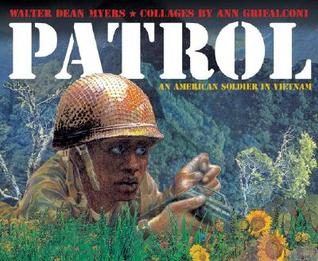 WALTER DEAN MYERS ★ COLLAGES BY ANN GRIFALCONI
PATROL
AN AMERICAN SOLDIER IN VIETNAM